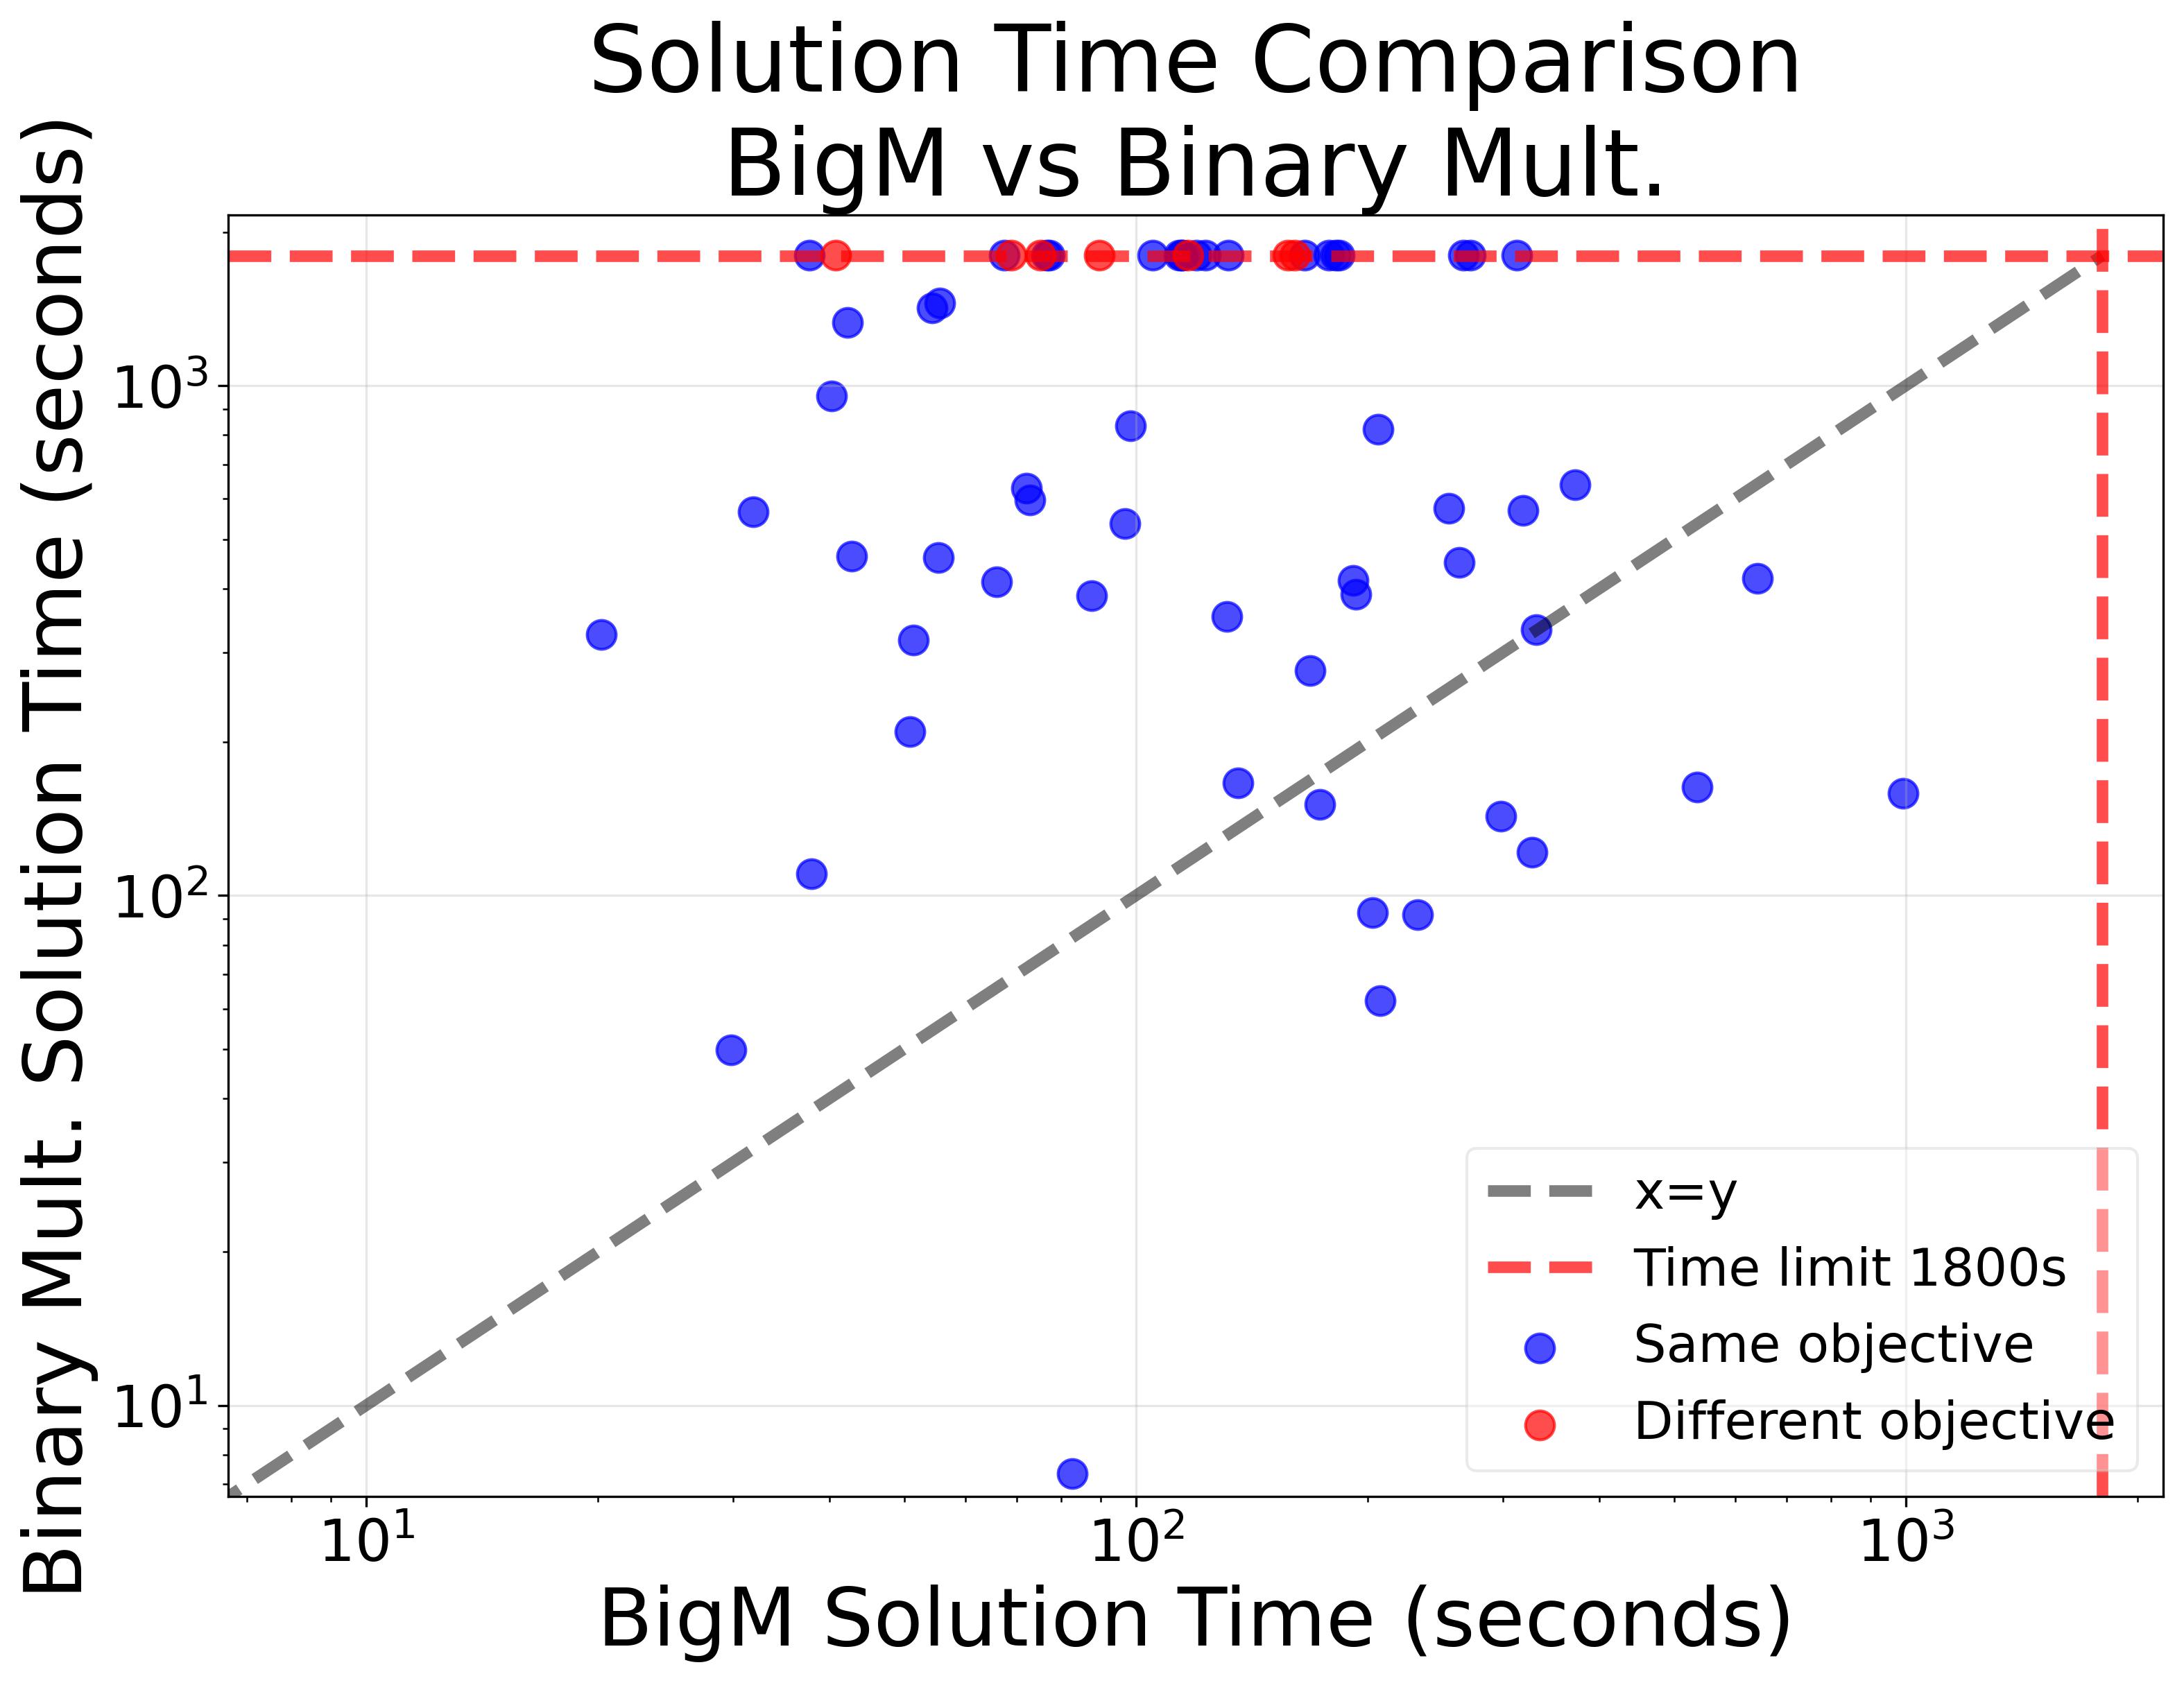 Solution Time Comparison
BigM vs Binary Mult.
Binary Mult. Solution Time (seconds)
10³
10²
10¹
x=y
Time limit 1800s
Same objective
Different objective
10¹
10²
10³
BigM Solution Time (seconds)